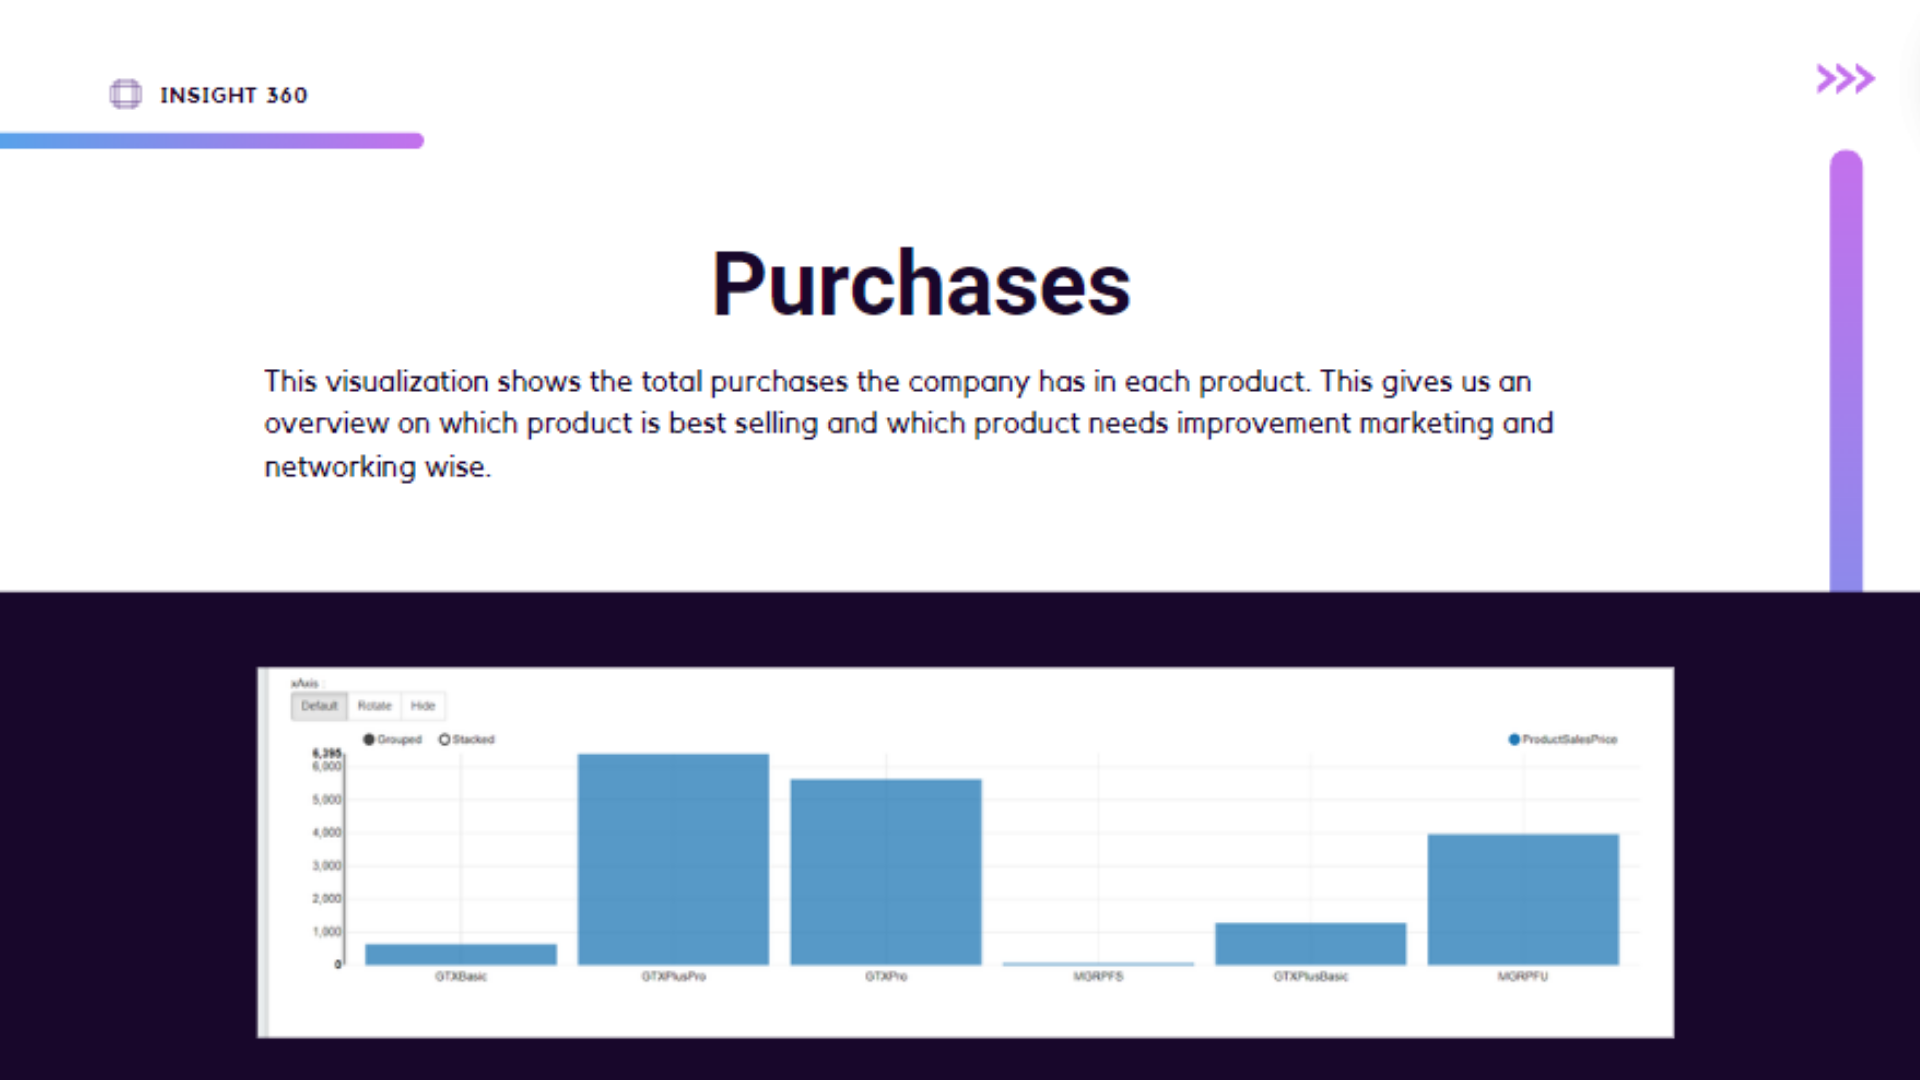 INSIGHT 360
Purchases
This visualization shows the total purchases the company has in each product. This gives us an
overview on which product is best selling and which product needs improvement marketing and
networking wise.
xAxis :
Default Rotate Hide
Grouped Stacked
ProductSalesPrice
6,395
6,000
5,000
4,000
3,000
2,000
1,000
0
GTXBasic GTXPlusPro GTXPro MGRPFS GTXPlusBasic MGRPFU